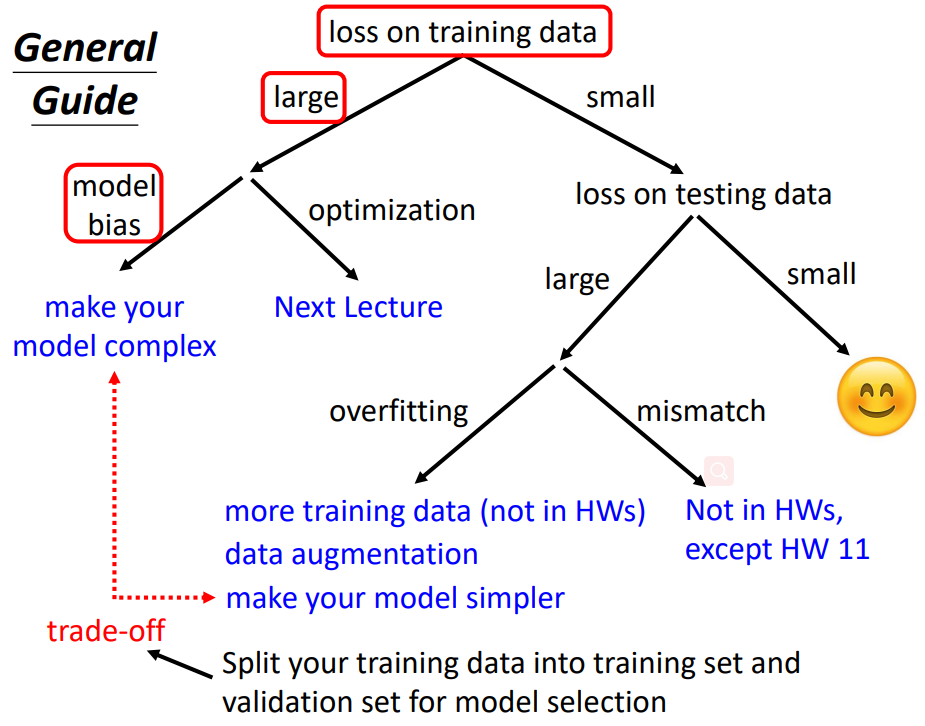 General
Guide
loss on training data
large
small
model
bias
optimization
loss on testing data
make your
model complex
Next Lecture
large
small
overfitting
mismatch
more training data (not in HWs)
data augmentation
make your model simpler
Not in HWs,
except HW 11
trade-off
Split your training data into training set and
validation set for model selection